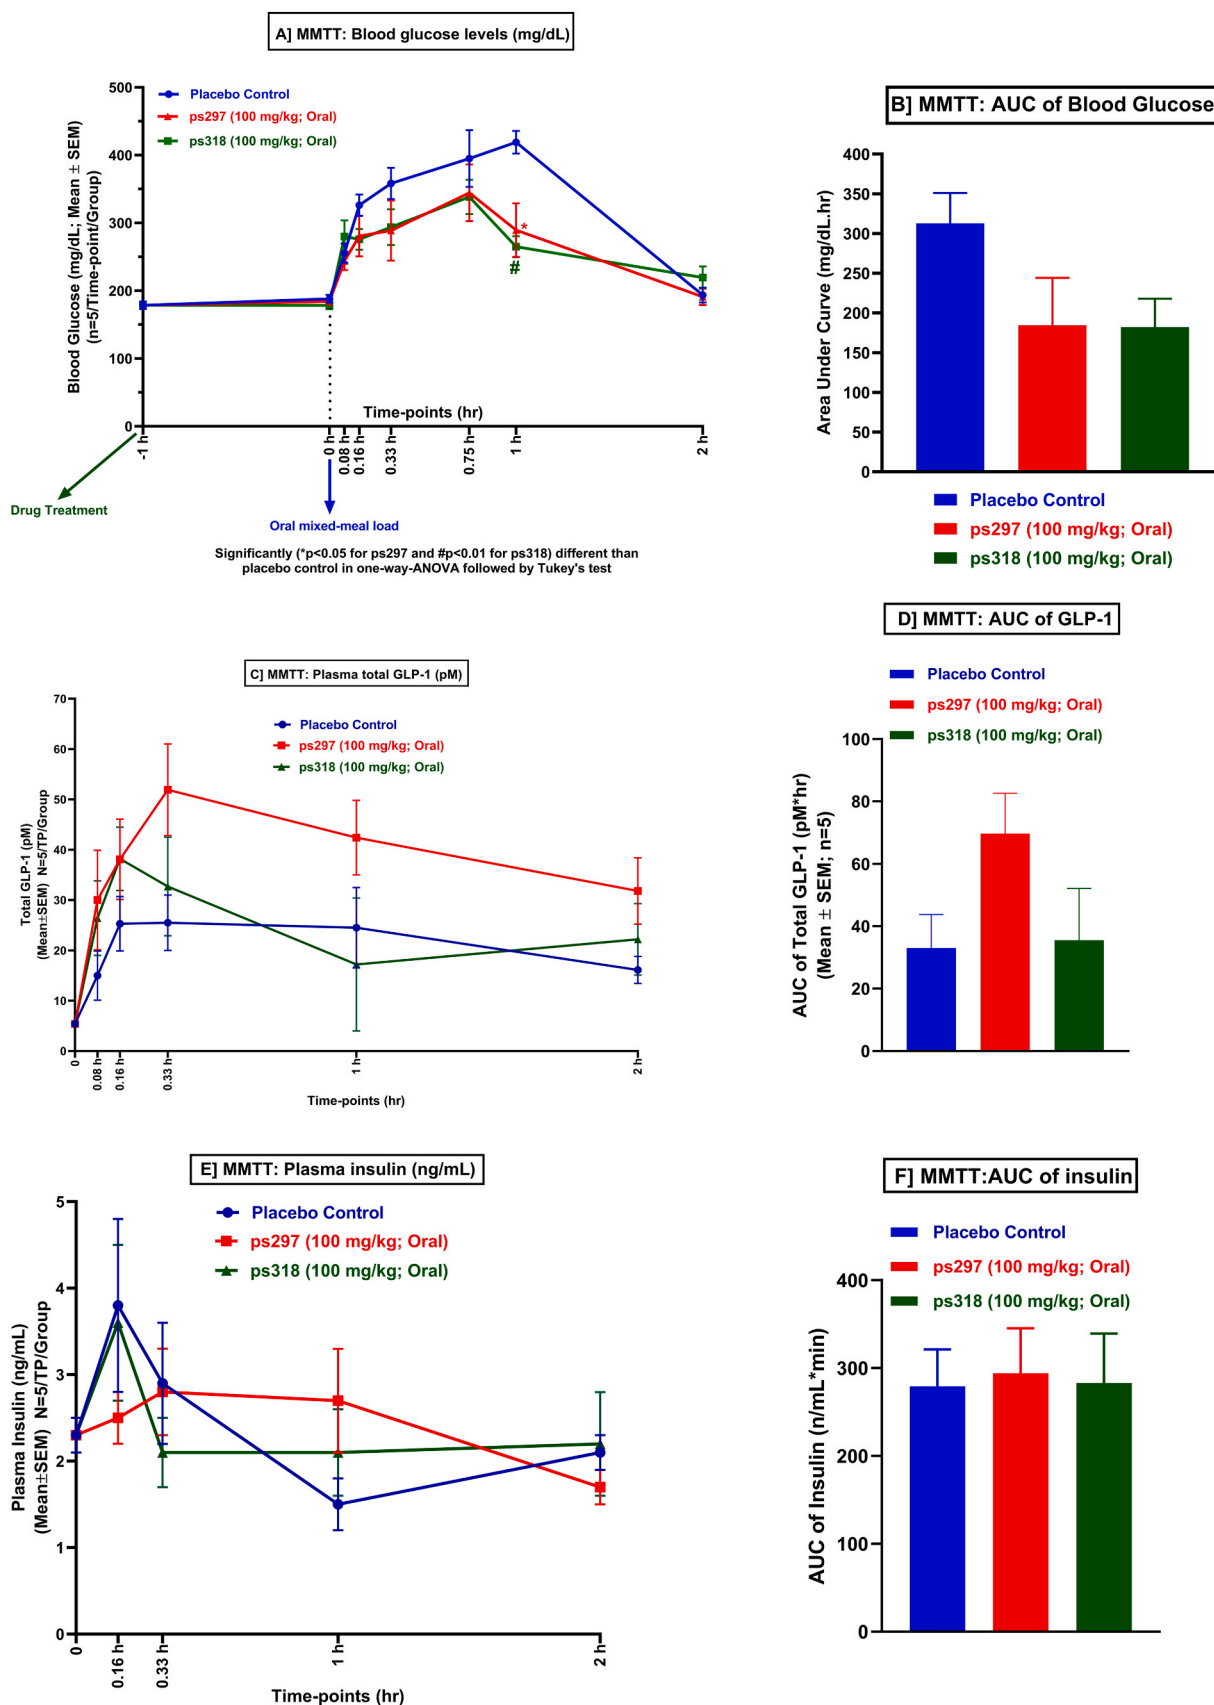 A] MMTT: Blood glucose levels (mg/dL)
Placebo Control
ps297 (100 mg/kg; Oral)
ps318 (100 mg/kg; Oral)
Blood Glucose (mg/dL; Mean ± SEM)
(n=5/Time-point/Group)
500
400
300
200
100
0
*
#
Time-points (hr)
-1 h
0 h
0.08 h
0.16 h
0.33 h
0.75 h
1 h
2 h
Drug Treatment
Oral mixed-meal load
Significantly (*p<0.05 for ps297 and #p<0.01 for ps318) different than
placebo control in one-way-ANOVA followed by Tukey's test
B] MMTT: AUC of Blood Glucose
Area Under Curve (mg/dL.hr)
400
350
300
250
200
150
100
50
0
Placebo Control
ps297 (100 mg/kg; Oral)
ps318 (100 mg/kg; Oral)
C] MMTT: Plasma total GLP-1 (pM)
Placebo Control
ps297 (100 mg/kg; Oral)
ps318 (100 mg/kg; Oral)
Total GLP-1 (pM)
(Mean±SEM) N=5/TP/Group
70
60
50
40
30
20
10
0
0
0.08 h
0.16 h
0.33 h
1 h
2 h
Time-points (hr)
D] MMTT: AUC of GLP-1
Placebo Control
ps297 (100 mg/kg; Oral)
ps318 (100 mg/kg; Oral)
AUC of Total GLP-1 (pM*hr)
(Mean ± SEM; n=5)
100
80
60
40
20
0
E] MMTT: Plasma insulin (ng/mL)
Placebo Control
ps297 (100 mg/kg; Oral)
ps318 (100 mg/kg; Oral)
Plasma Insulin (ng/mL)
(Mean±SEM) N=5/TP/Group
5
4
3
2
1
0
0
0.16 h
0.33 h
1 h
2 h
Time-points (hr)
F] MMTT:AUC of insulin
Placebo Control
ps297 (100 mg/kg; Oral)
ps318 (100 mg/kg; Oral)
AUC of Insulin (n/mL*min)
400
300
200
100
0